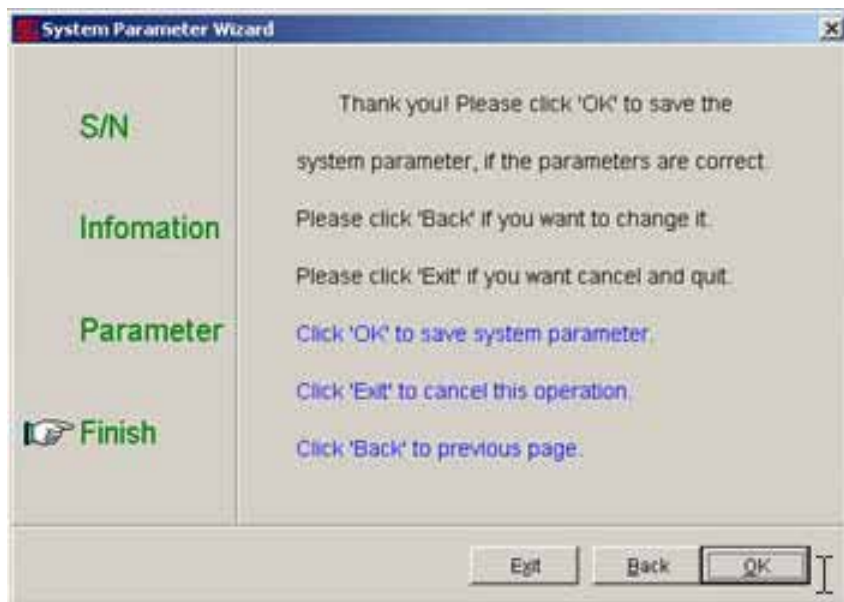 System Parameter Wizard
S/N
Infomation
Parameter
Finish
Thank you! Please click 'OK' to save the
system parameter, if the parameters are correct.
Please click 'Back' if you want to change it.
Please click 'Exit' if you want cancel and quit.
Click 'OK' to save system parameter.
Click 'Exit' to cancel this operation.
Click 'Back' to previous page.
Exit
Back
OK